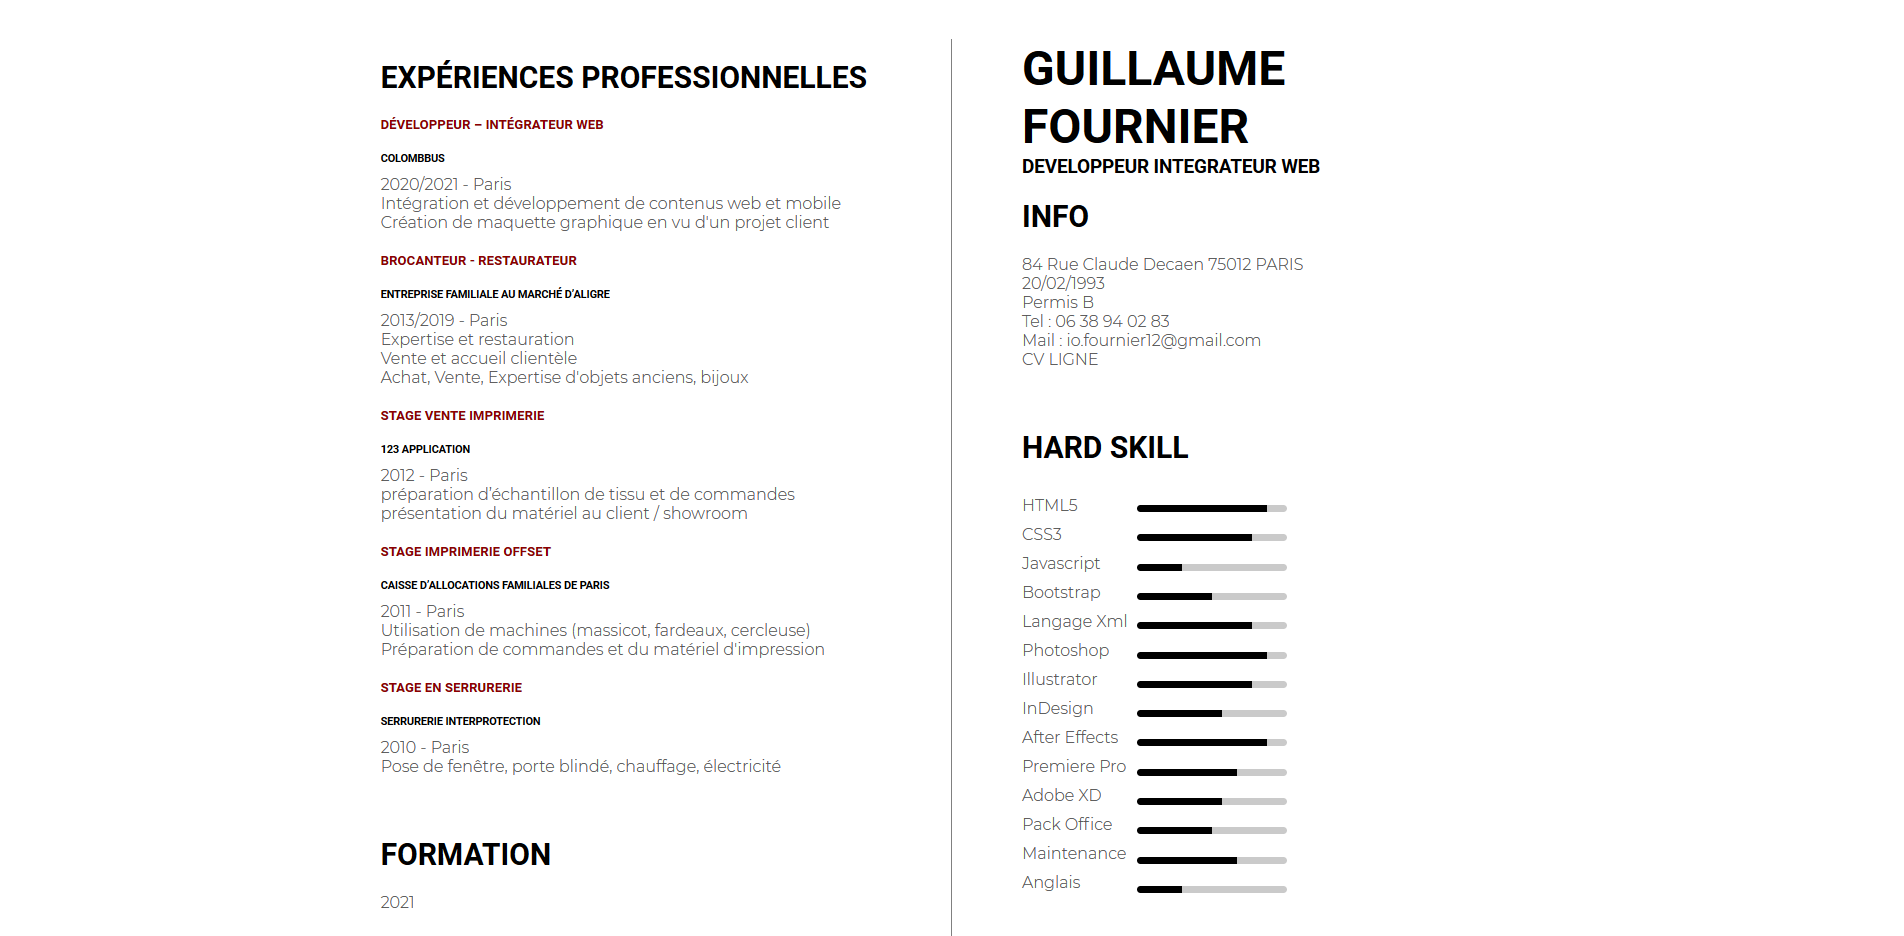 EXPÉRIENCES PROFESSIONNELLES
DÉVELOPPEUR – INTÉGRATEUR WEB
COLOMBBUS
2020/2021 - Paris
Intégration et développement de contenus web et mobile
Création de maquette graphique en vu d'un projet client
BROCANTEUR - RESTAURATEUR
ENTREPRISE FAMILIALE AU MARCHÉ D'ALIGRE
2013/2019 - Paris
Expertise et restauration
Vente et accueil clientèle
Achat, Vente, Expertise d'objets anciens, bijoux
STAGE VENTE IMPRIMERIE
123 APPLICATION
2012 - Paris
préparation d'échantillon de tissu et de commandes
présentation du matériel au client / showroom
STAGE IMPRIMERIE OFFSET
CAISSE D'ALLOCATIONS FAMILIALES DE PARIS
2011 - Paris
Utilisation de machines (massicot, fardeaux, cercleuse)
Préparation de commandes et du matériel d'impression
STAGE EN SERRURERIE
SERRURERIE INTERPROTECTION
2010 - Paris
Pose de fenêtre, porte blindé, chauffage, électricité
FORMATION
2021
GUILLAUME
FOURNIER
DEVELOPPEUR INTEGRATEUR WEB
INFO
84 Rue Claude Decaen 75012 PARIS
20/02/1993
Permis B
Tel : 06 38 94 02 83
Mail : io.fournier12@gmail.com
CV LIGNE
HARD SKILL
HTML5
CSS3
Javascript
Bootstrap
Langage Xml
Photoshop
Illustrator
InDesign
After Effects
Premiere Pro
Adobe XD
Pack Office
Maintenance
Anglais